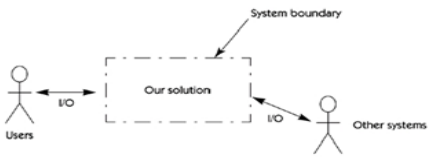 System boundary
Our solution
I/O
I/O
Users
Other systems